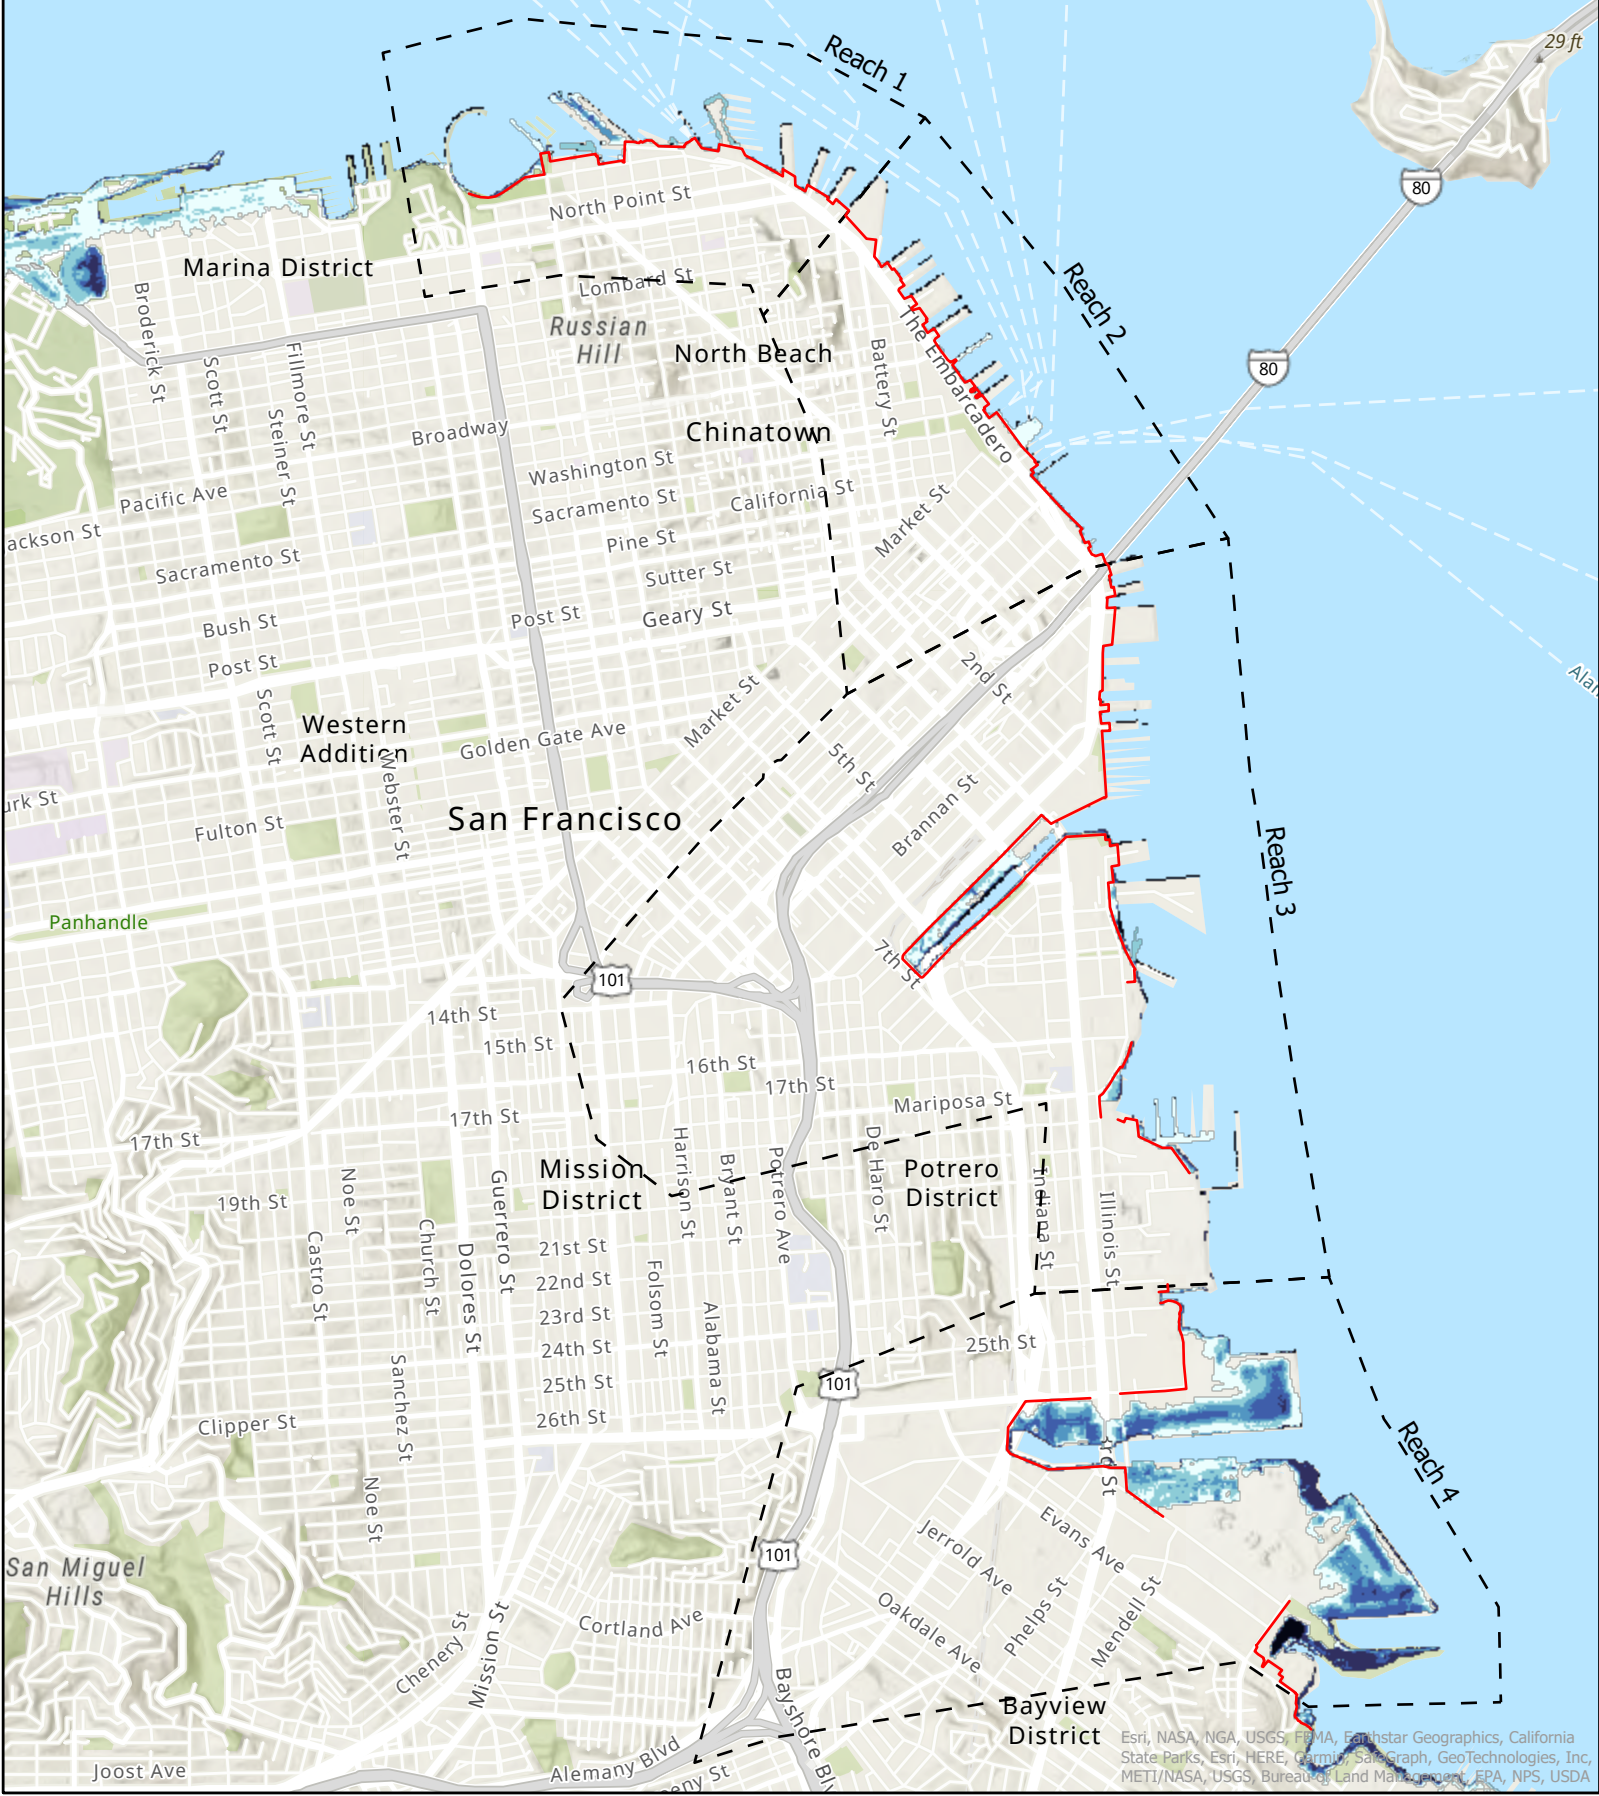 Reach 1
29 ft
80
North Point St
Marina District
Lombard St
Reach 2
Broderick St
Russian
Hill
North Beach
The Embarcadero
Battery St
80
Scott St
Fillmore St
Steiner St
Broadway
Chinatown
Washington St
Pacific Ave
California St
Sacramento St
Market St
ackson St
Pine St
Sacramento St
Sutter St
Bush St
Post St
Geary St
Post St
2nd St
Alam
Scott St
Western
Addition
Market St
Golden Gate Ave
5th St
Webster St
urk St
Brannan St
San Francisco
Fulton St
Reach 3
Panhandle
7th St
101
14th St
15th St
16th St
17th St
Mariposa St
17th St
17th St
Mission
District
Harrison St
Bryant St
Potrero Ave
De Haro St
Potrero
District
Indiana St
Illinois St
19th St
Noe St
Guerrero St
Church St
Castro St
Dolores St
21st St
22nd St
23rd St
24th St
25th St
26th St
Folsom St
Alabama St
25th St
101
Sanchez St
Clipper St
Noe St
rd St
Reach 4
Evans Ave
Jerrold Ave
101
San Miguel
Hills
Phelps St
Mendell St
Oakdale Ave
Cortland Ave
Chenery St
Mission St
Bayshore Blv
Bayview
District
Alemany Blvd
Joost Ave
eny St
Esri, NASA, NGA, USGS, FEMA, Earthstar Geographics, California
State Parks, Esri, HERE, Garmin, SafeGraph, GeoTechnologies, Inc,
METI/NASA, USGS, Bureau of Land Management, EPA, NPS, USDA